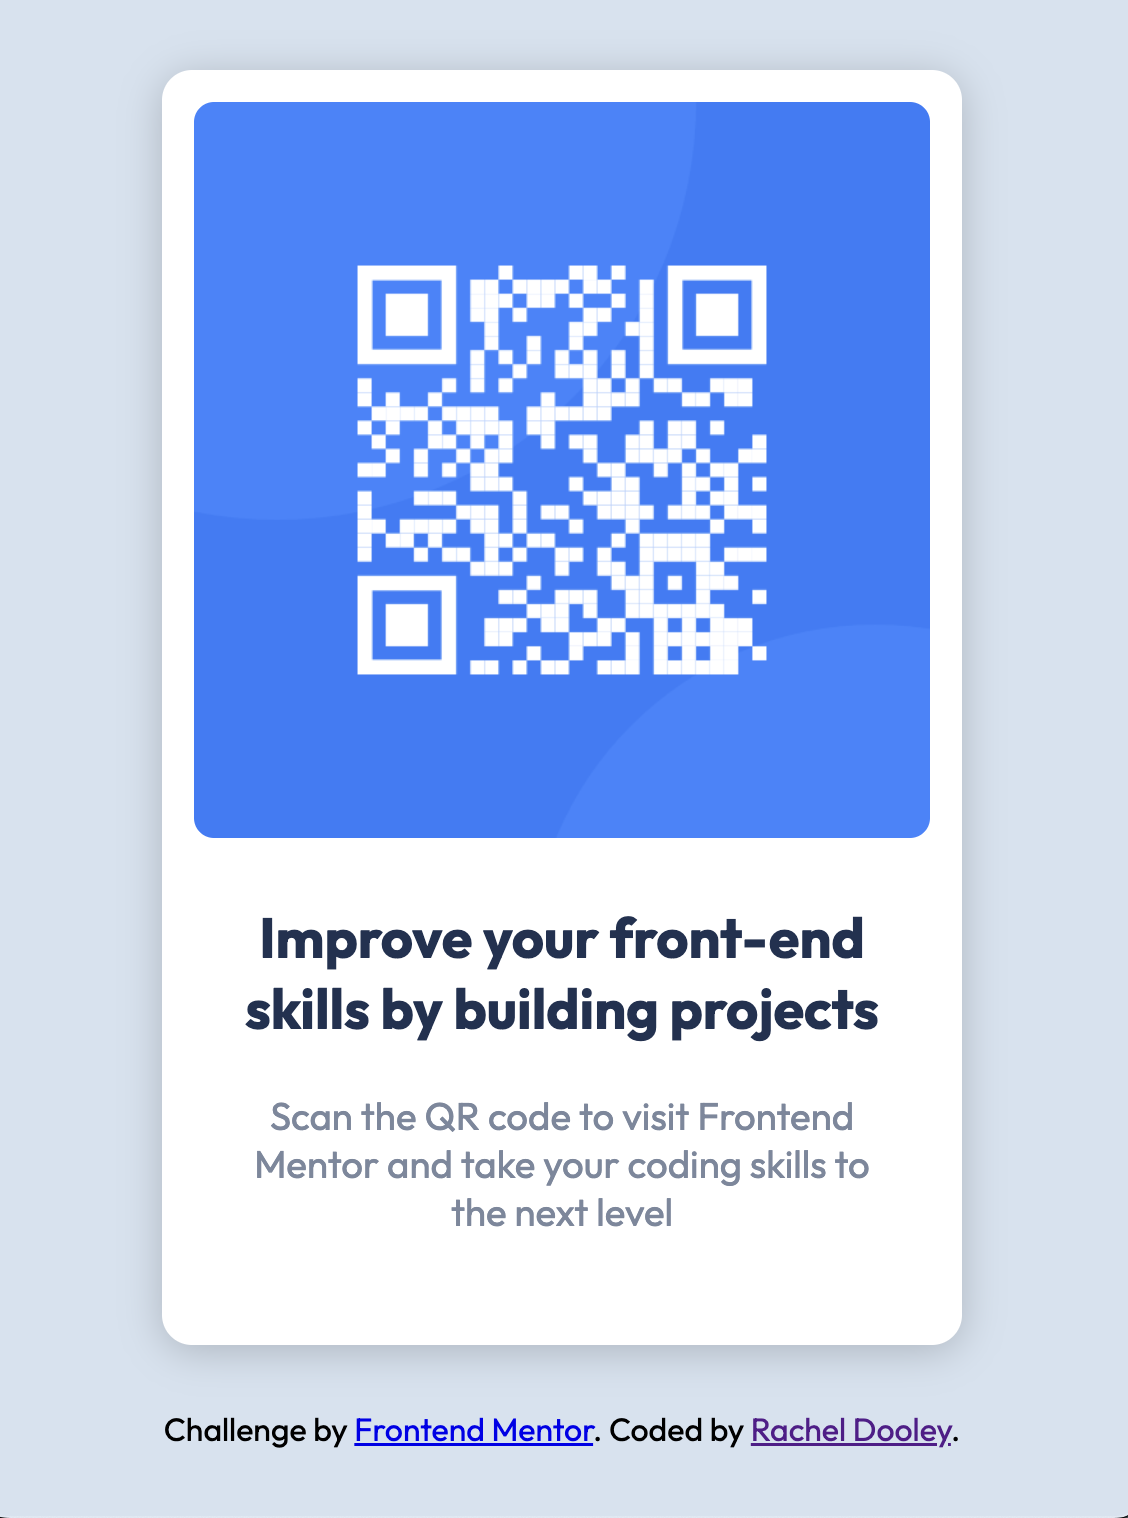 Improve your front-end
skills by building projects
Scan the QR code to visit Frontend
Mentor and take your coding skills to
the next level
Challenge by Frontend Mentor. Coded by Rachel Dooley.